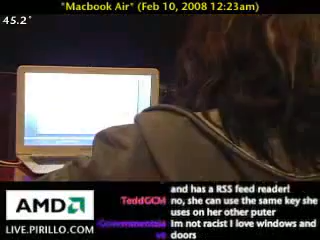 "Macbook Air" (Feb 10, 2008 12:23am)
45.2°
and has a RSS feed reader!
TeddGCM no, she can use the same key she
uses on her other puter
Im not racist I love windows and
doors
AMD
LIVE.PIRILLO.COM